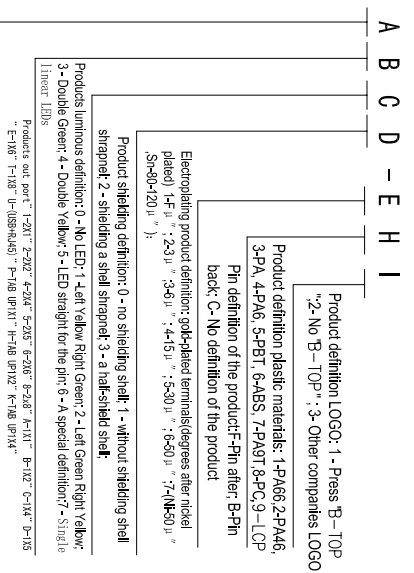 A B C D - E H I
Product definition LOGO: 1 - Press "B- TOP
";2- No "B- TOP" ; 3- Other companies LOGO
Product definition plastic materials: 1-PA66,2-PA46,
3-PA, 4-PA6, 5-PBT, 6-ABS, 7-PA9T,8-PC,9-LCP
Pin definition of the product:F-Pin after; B-Pin
back; C- No definition of the product
Electroplating product definition: gold-plated terminals(degrees after nickel
plated) 1-F μ " ; 2-3 μ " ;3-6 μ " ; 4-15 μ " ; 5-30 μ " ; 6-50 μ " ;7-(NI-50 μ "
,Sn-80-120 μ " ):
Product shielding definition: 0 - no shielding shell; 1 - without shielding shell
shrapnel; 2 - shielding a shell shrapnel; 3 - a half-shield shell;
Products luminous definition: 0 - No LED; 1 -Left Yellow Right Green; 2 - Left Green Right Yellow;
3 - Double Green; 4 - Double Yellow; 5 - LED straight for the pin; 6 - A special definition;7 - Single
linear LEDs
Products out port" 1-2X1" 2-2X2" 4-2X4" 5-2X5" 6-2X6" 8-2x8" A-1X1" B-1X2" C-1X4" D-1X5
" E-1X6" T-1X8" U-(USB+RJ45)" P-TAB UP1X1" H-TAB UP1X2" K-TAB UP1X4"